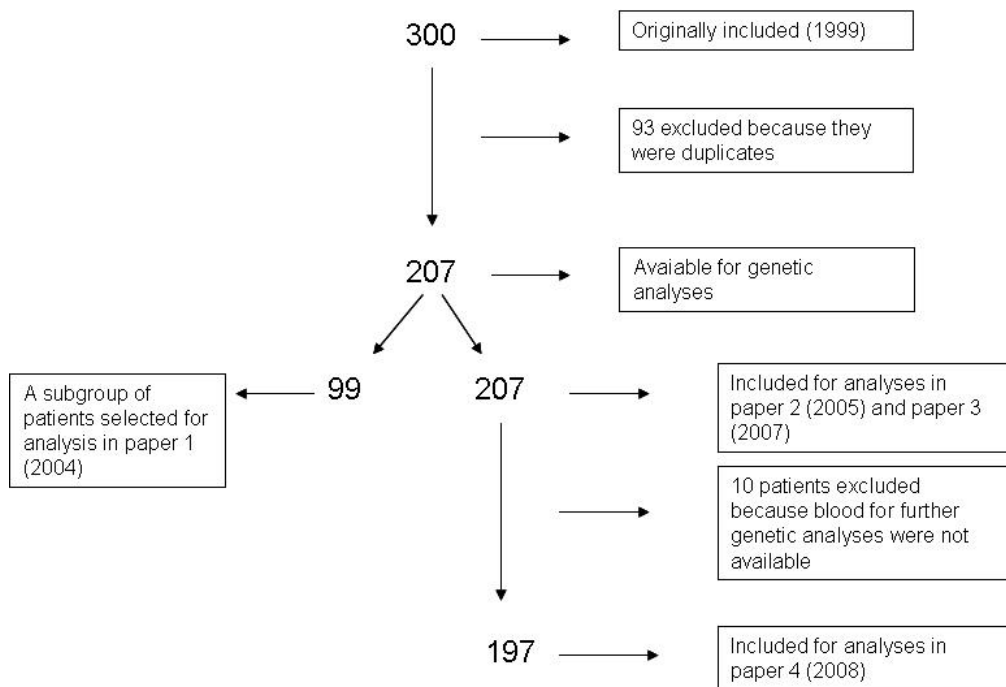 300
Originally included (1999)
93 excluded because they
were duplicates
207
Avaiable for genetic
analyses
A subgroup of
patients selected for
analysis in paper 1
(2004)
99
207
Included for analyses in
paper 2 (2005) and paper 3
(2007)
10 patients excluded
because blood for further
genetic analyses were not
available
197
Included for analyses in
paper 4 (2008)